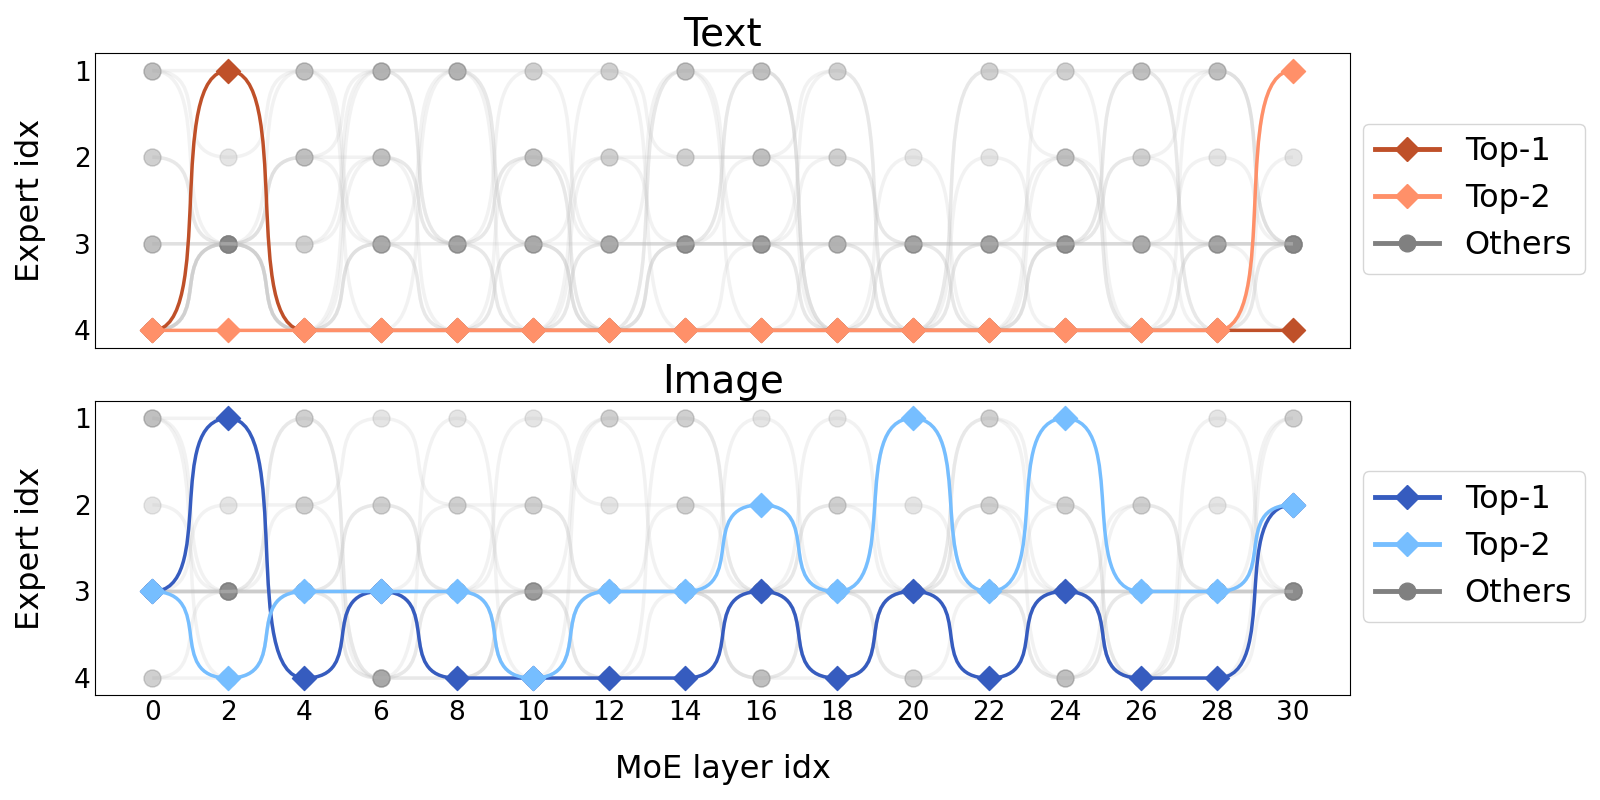 Text
Expert idx
1
2
3
4
Top-1
Top-2
Others
Image
Expert idx
1
2
3
4
Top-1
Top-2
Others
0 2 4 6 8 10 12 14 16 18 20 22 24 26 28 30
MoE layer idx